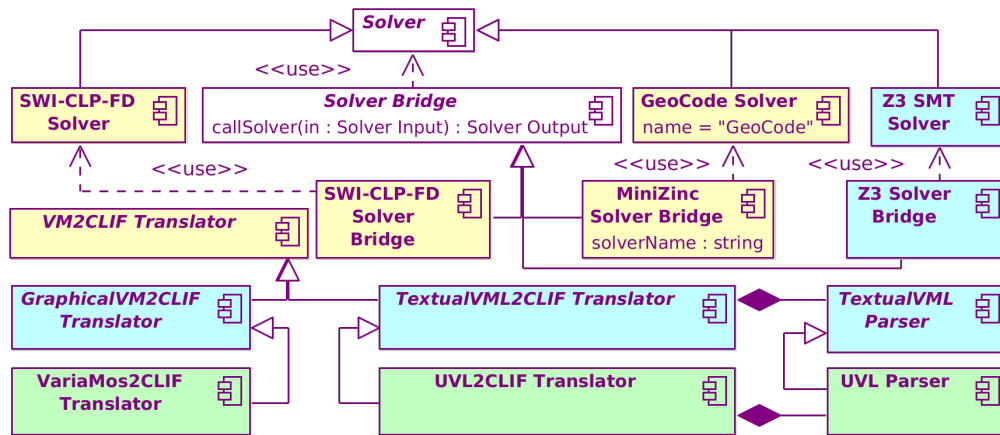 Solver
<<use>>
SWI-CLP-FD
Solver
Solver Bridge
callSolver(in : Solver Input) : Solver Output
GeoCode Solver
name = "GeoCode"
Z3 SMT
Solver
<<use>>
<<use>>
<<use>>
VM2CLIF Translator
SWI-CLP-FD
Solver
Bridge
MiniZinc
Solver Bridge
solverName : string
Z3 Solver
Bridge
GraphicalVM2CLIF
Translator
TextualVML2CLIF Translator
TextualVML
Parser
VariaMos2CLIF
Translator
UVL2CLIF Translator
UVL Parser